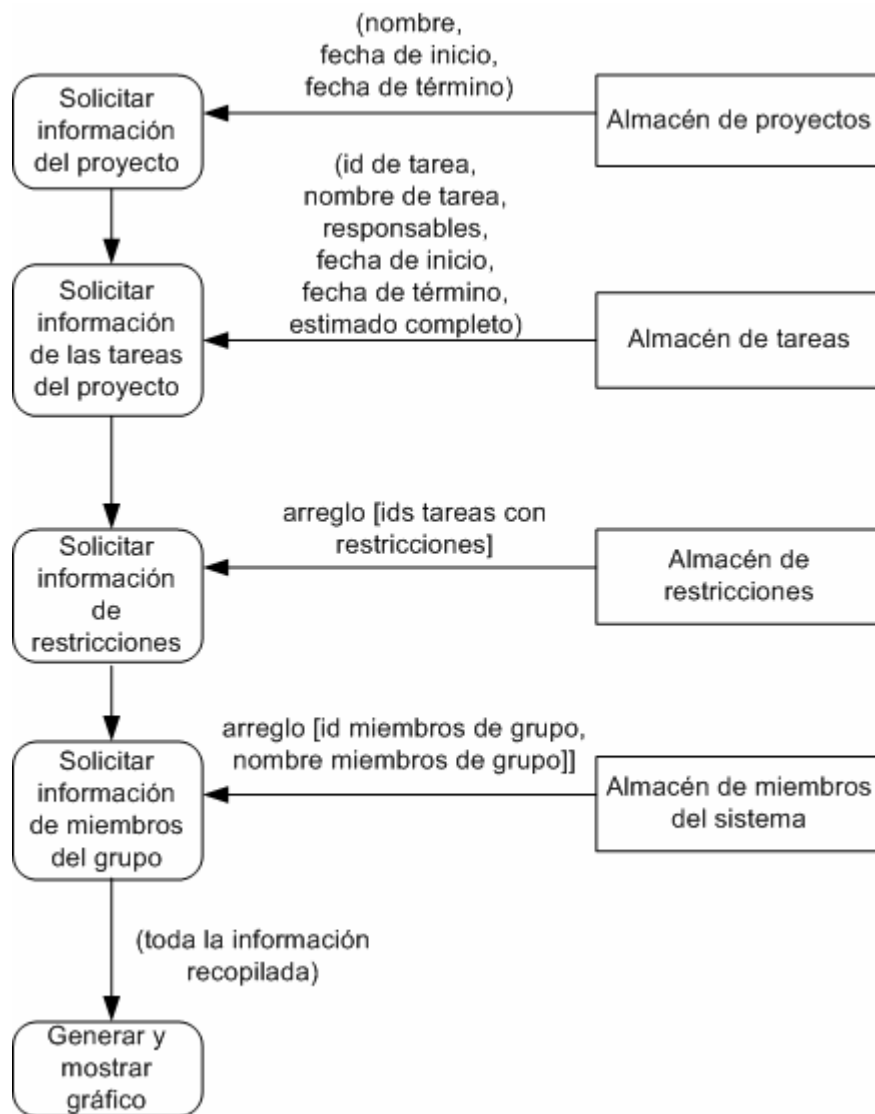 (nombre,
fecha de inicio,
fecha de término)
Solicitar
información
del proyecto
Almacén de proyectos
(id de tarea,
nombre de tarea,
responsables,
fecha de inicio,
fecha de término,
estimado completo)
Solicitar
información
de las tareas
del proyecto
Almacén de tareas
arreglo [ids tareas con
restricciones]
Solicitar
información
de
restricciones
Almacén de
restricciones
arreglo [id miembros de grupo,
nombre miembros de grupo]]
Solicitar
información
de miembros
del grupo
Almacén de miembros
del sistema
(toda la información
recopilada)
Generar y
mostrar
gráfico